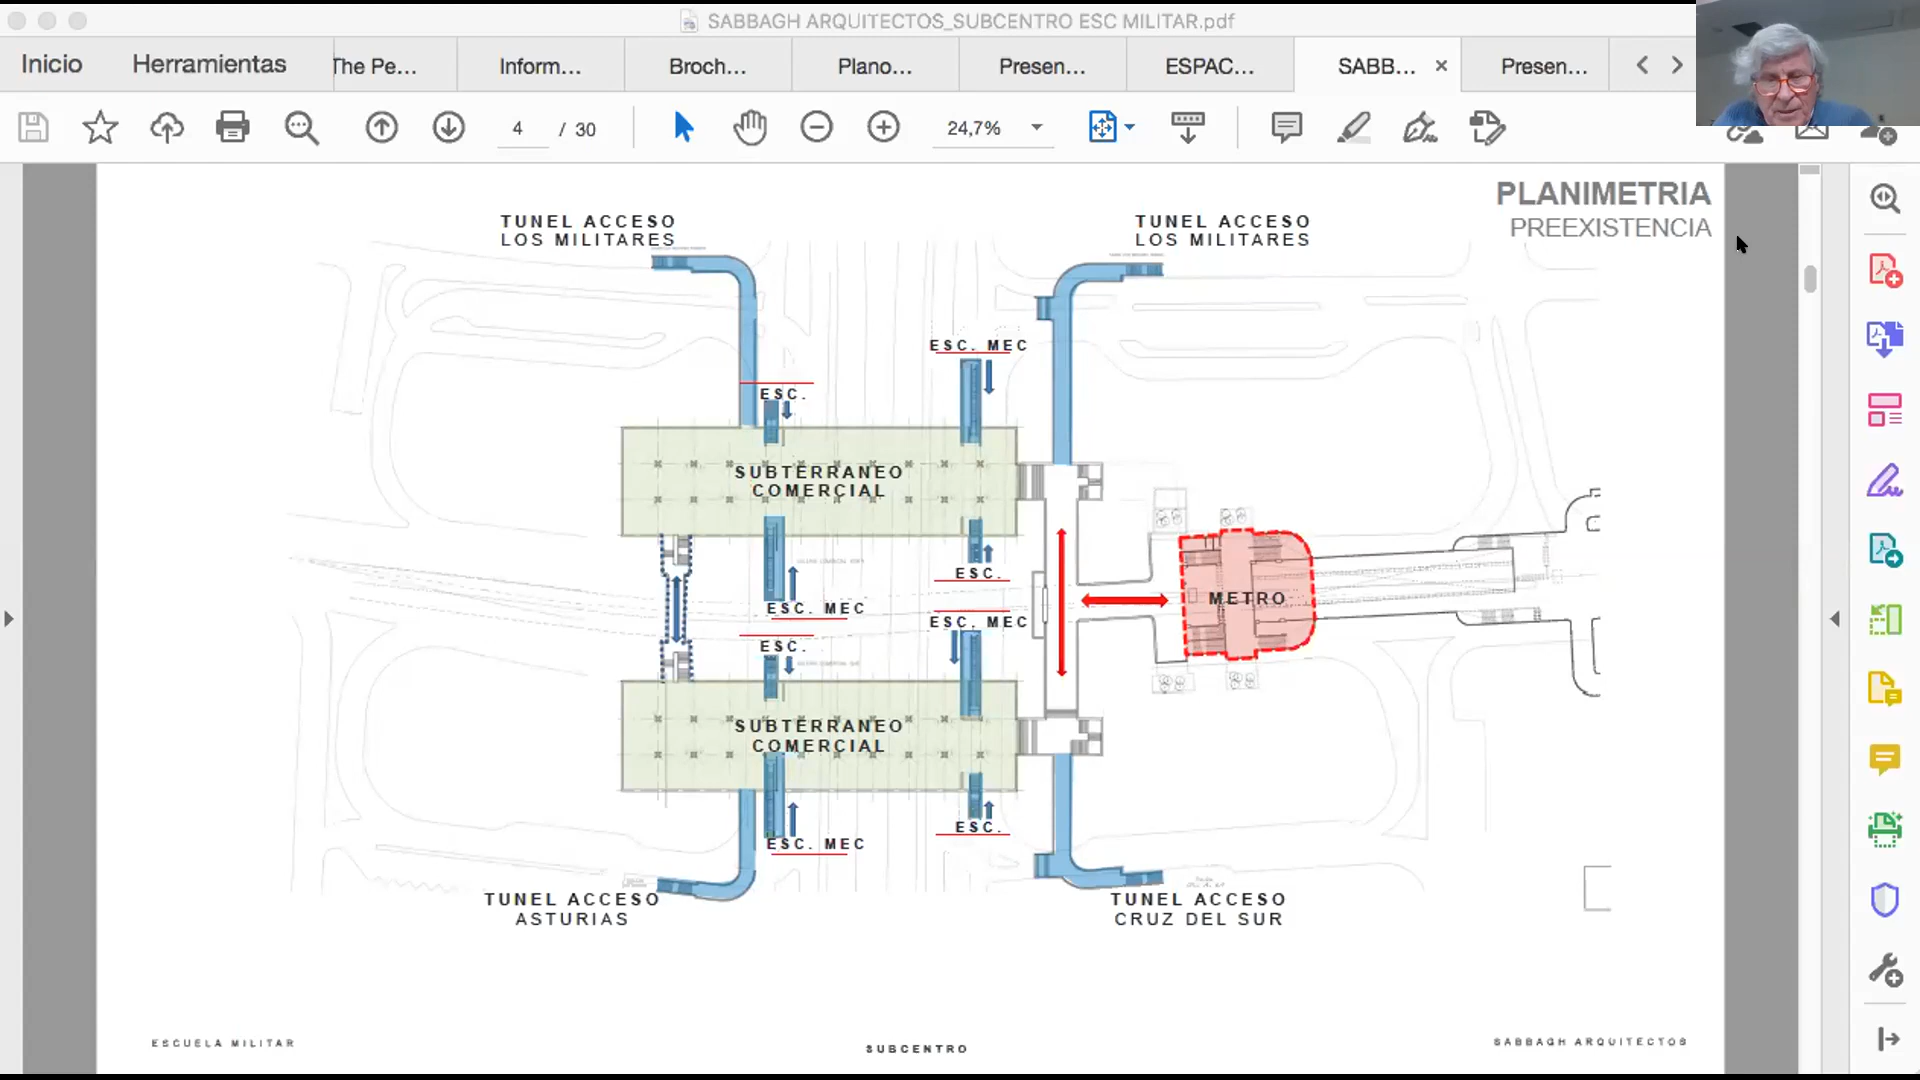 SABBAGH ARQUITECTOS_SUBCENTRO ESC MILITAR.pdf
Inicio
Herramientas
The Pe...
Inform...
Broch...
Plano...
Presen...
ESPAC...
SABB...
Presen...
4
/ 30
24,7%
PLANIMETRIA
PREEXISTENCIA
TUNEL ACCESO
LOS MILITARES
TUNEL ACCESO
LOS MILITARES
ESC. MEC
ESC.
SUBTERRANEO
COMERCIAL
ESC.
ESC. MEC
METRO
ESC. MEC
ESC.
SUBTERRANEO
COMERCIAL
ESC.
ESC. MEC
TUNEL ACCESO
ASTURIAS
TUNEL ACCESO
CRUZ DEL SUR
ESCUELA MILITAR
SUBCENTRO
SABBAGH ARQUITECTOS